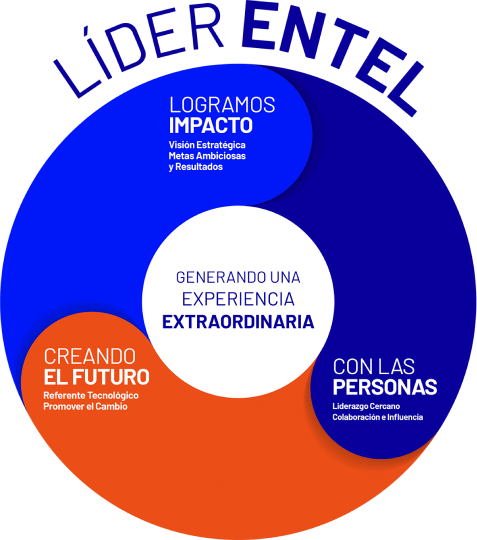 LÍDER ENTEL
LOGRAMOS
IMPACTO
Visión Estratégica
Metas Ambiciosas
y Resultados
GENERANDO UNA
EXPERIENCIA
EXTRAORDINARIA
CREANDO
EL FUTURO
Referente Tecnológico
Promover el Cambio
CON LAS
PERSONAS
Liderazgo Cercano
Colaboración e Influencia